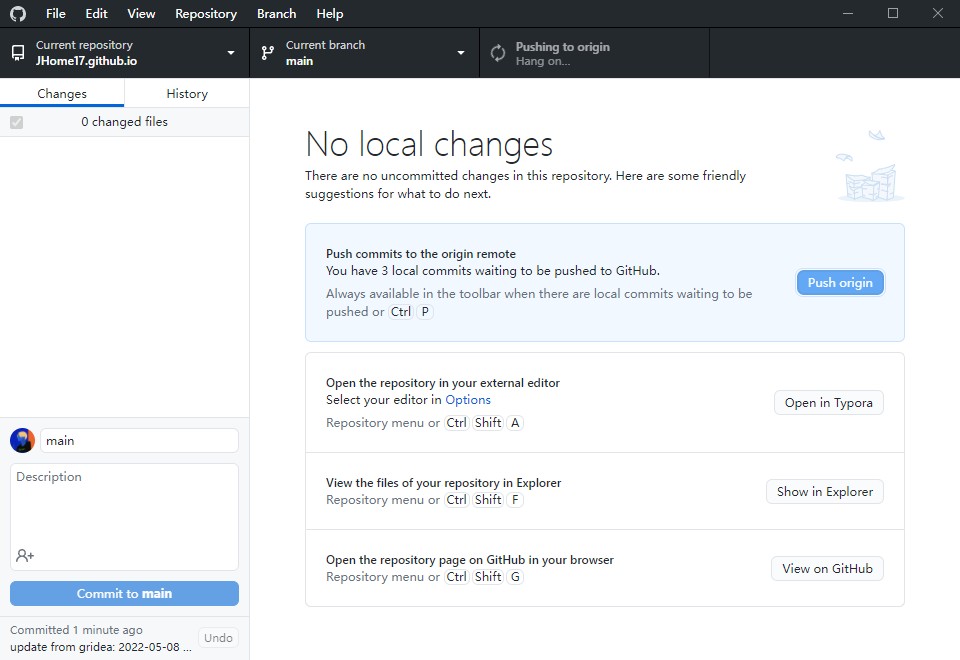 File Edit View Repository Branch Help
Current repository
JHome17.github.io
Current branch
main
Pushing to origin
Hang on...
Changes History
0 changed files
No local changes
There are no uncommitted changes in this repository. Here are some friendly
suggestions for what to do next.
Push commits to the origin remote
You have 3 local commits waiting to be pushed to GitHub.
Always available in the toolbar when there are local commits waiting to be
pushed or Ctrl P
Push origin
Open the repository in your external editor
Select your editor in Options
Repository menu or Ctrl Shift A
Open in Typora
View the files of your repository in Explorer
Repository menu or Ctrl Shift F
Show in Explorer
Open the repository page on GitHub in your browser
Repository menu or Ctrl Shift G
View on GitHub
main
Description
Commit to main
Committed 1 minute ago
update from gridea: 2022-05-08 ...
Undo